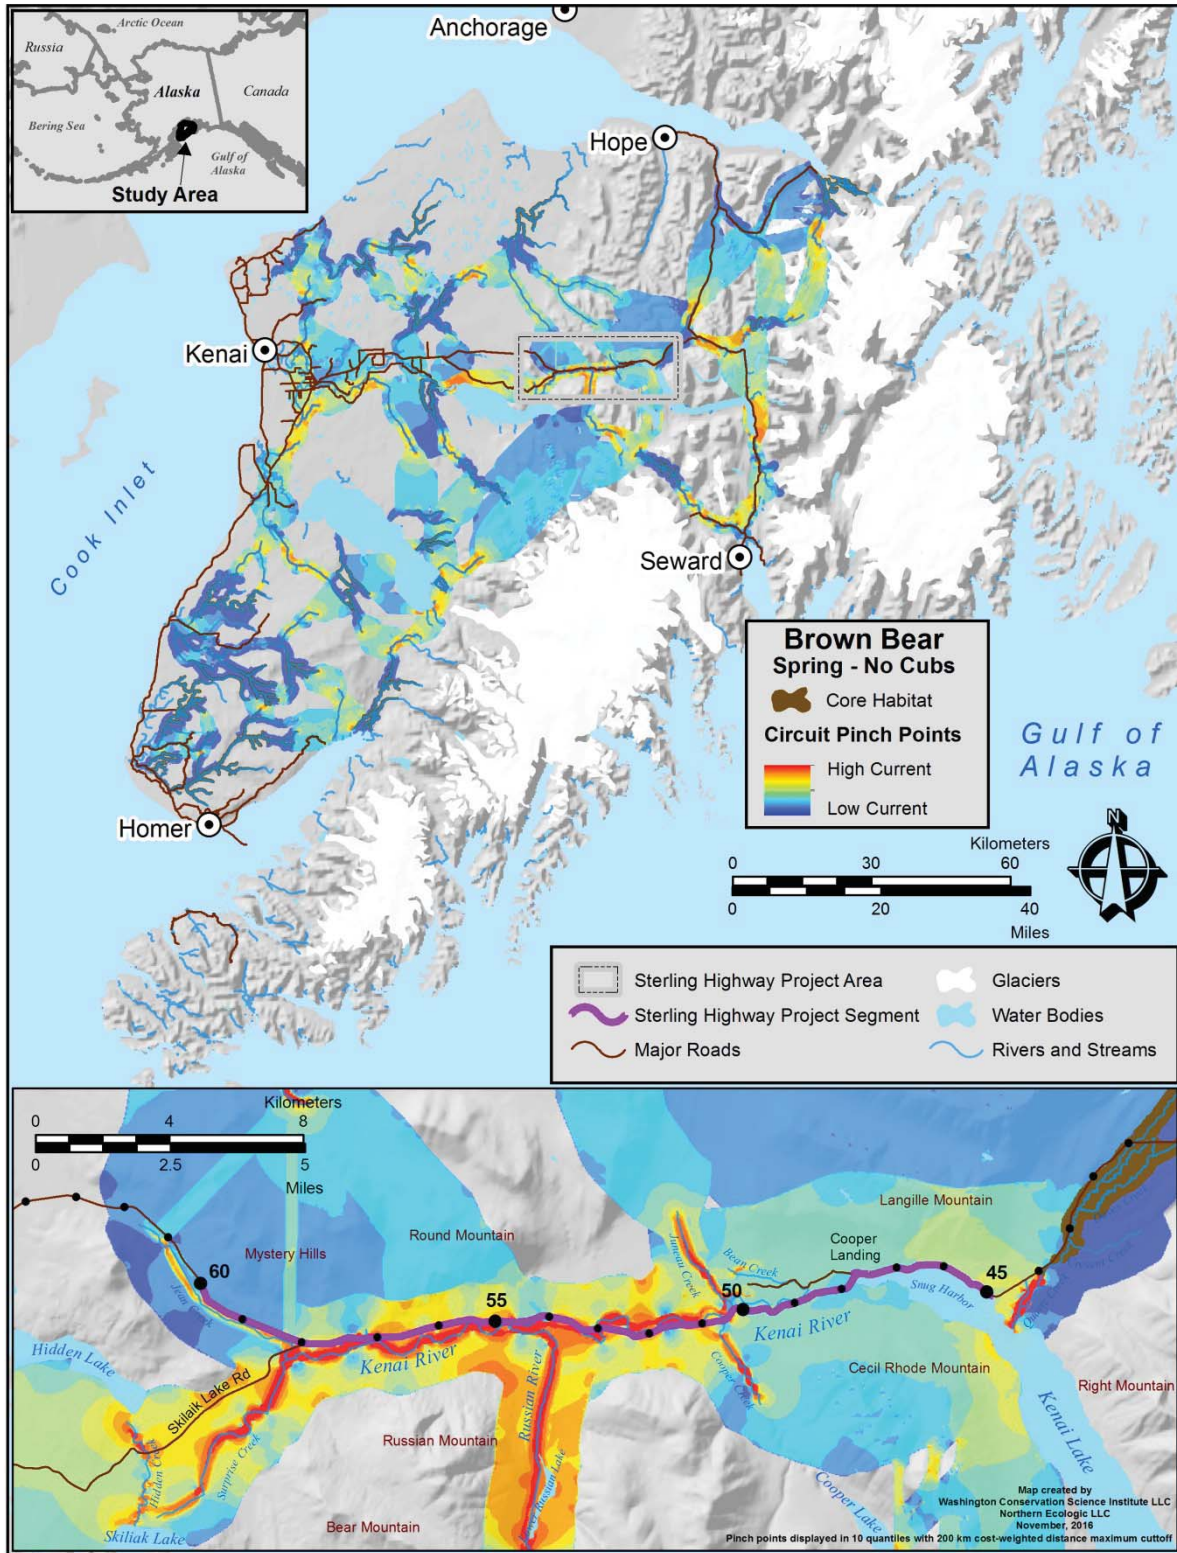 Anchorage
Arctic Ocean
Russia
Alaska
Canada
Bering Sea
Gulf of
Alaska
Study Area
Hope
Kenai
Cook Inlet
Seward
Homer
Brown Bear
Spring - No Cubs
Core Habitat
Circuit Pinch Points
High Current
Low Current
Gulf of
Alaska
N
Kilometers
0 30 60
0 20 40
Miles
Sterling Highway Project Area
Glaciers
Sterling Highway Project Segment
Water Bodies
Major Roads
Rivers and Streams
Kilometers
0 4 8
0 2.5 5
Miles
Langille Mountain
Round Mountain
Mystery Hills
Juneau Creek
Bean Creek
Cooper
Landing
60
55
50
45
Jean Creek
Snug Harbor
Kenai River
Kenai River
Hidden Lake
Skilaik Lake Rd
Russian River
Cooper Creek
Cecil Rhode Mountain
Right Mountain
Kenai Lake
Russian Mountain
Hidden Creek
Surprise Creek
Russian Lake
Cooper Lake
Skiliak Lake
Bear Mountain
Map created by
Washington Conservation Science Institute LLC
Northern Ecologic LLC
November, 2016
Pinch points displayed in 10 quantiles with 200 km cost-weighted distance maximum cuttoff